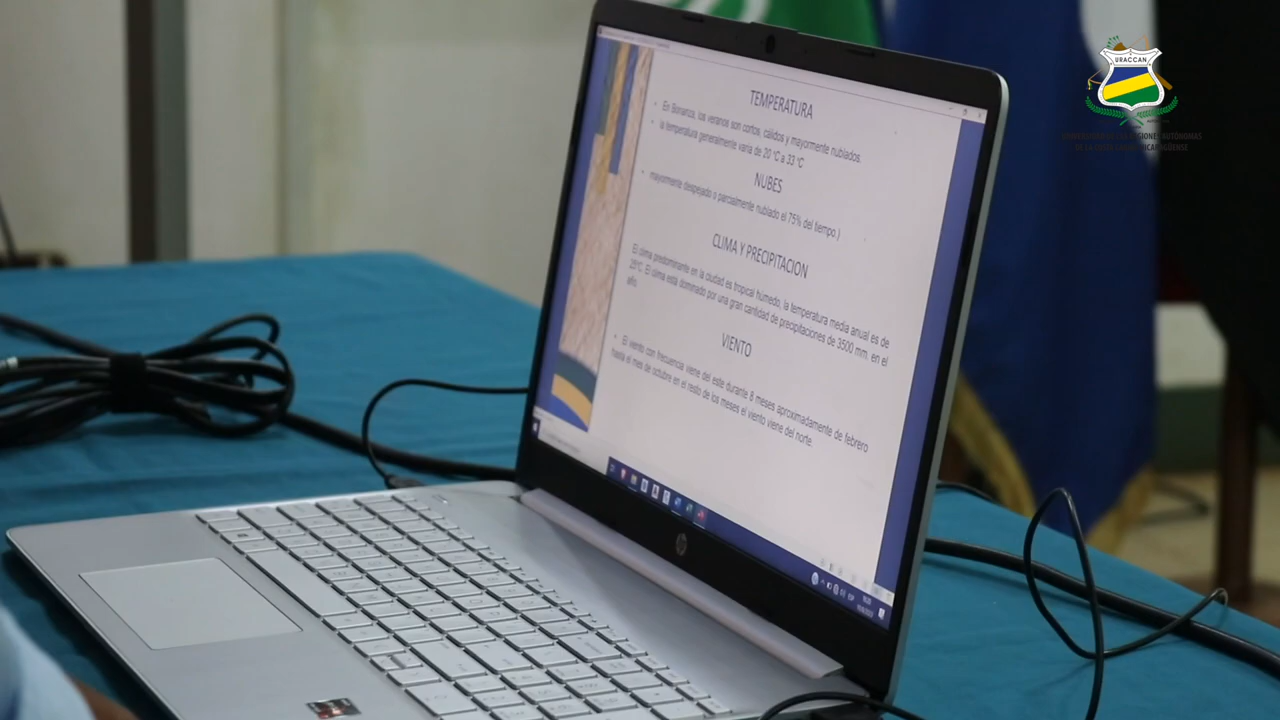 URACCAN
TEMPERATURA
• En Bonanza, los veranos son cortos, cálidos y mayormente nublados.
• la temperatura generalmente varia de 20 °C a 33 °C
NUBES
• mayormente despejado o parcialmente nublado el 75% del tiempo.)
CLIMA Y PRECIPITACION
El clima predominante en la ciudad es tropical húmedo, la temperatura media anual es de
25°C. El clima está dominado por una gran cantidad de precipitaciones de 3500 mm. en el
año.
VIENTO
• El viento con frecuencia viene del este durante 8 meses aproximadamente de febrero
hasta el mes de octubre en el resto de los meses el viento viene del norte.
hp
ESP